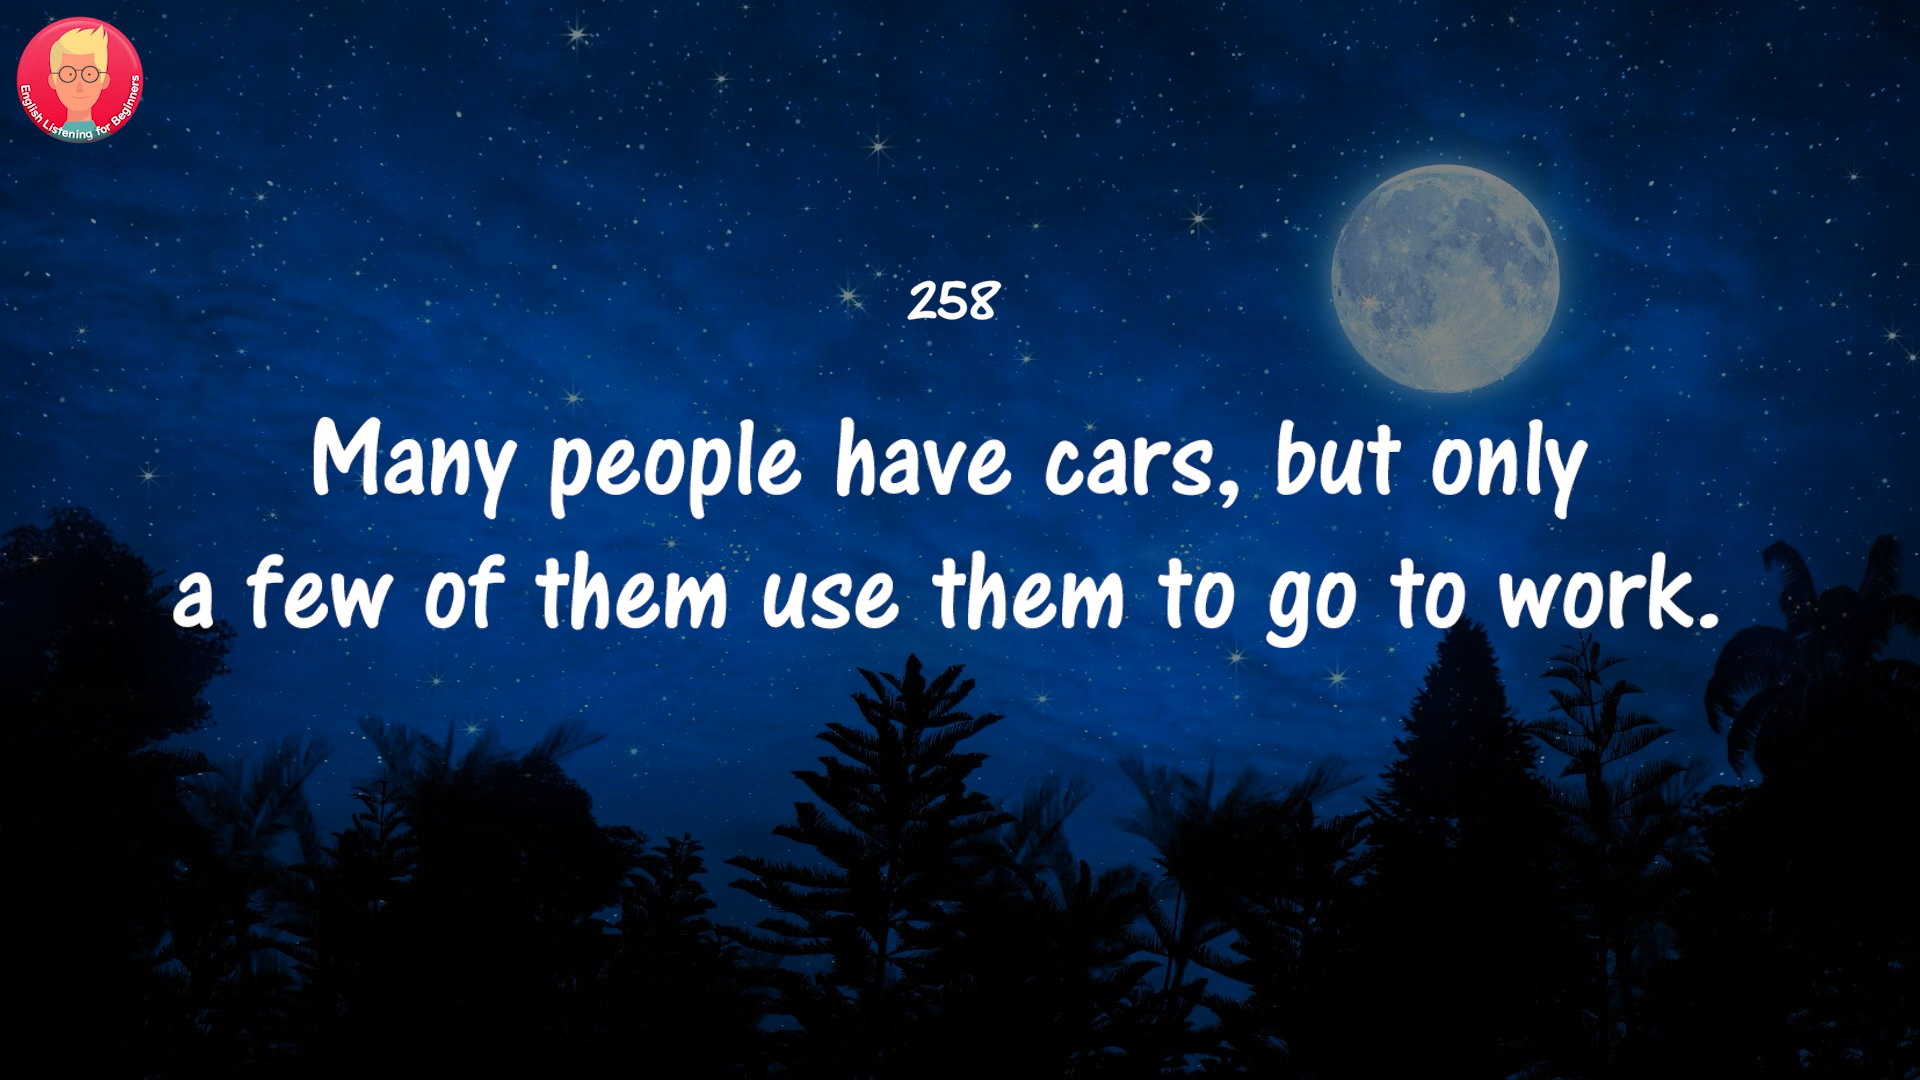 English Listening for Beginners
258
Many people have cars, but only
a few of them use them to go to work.